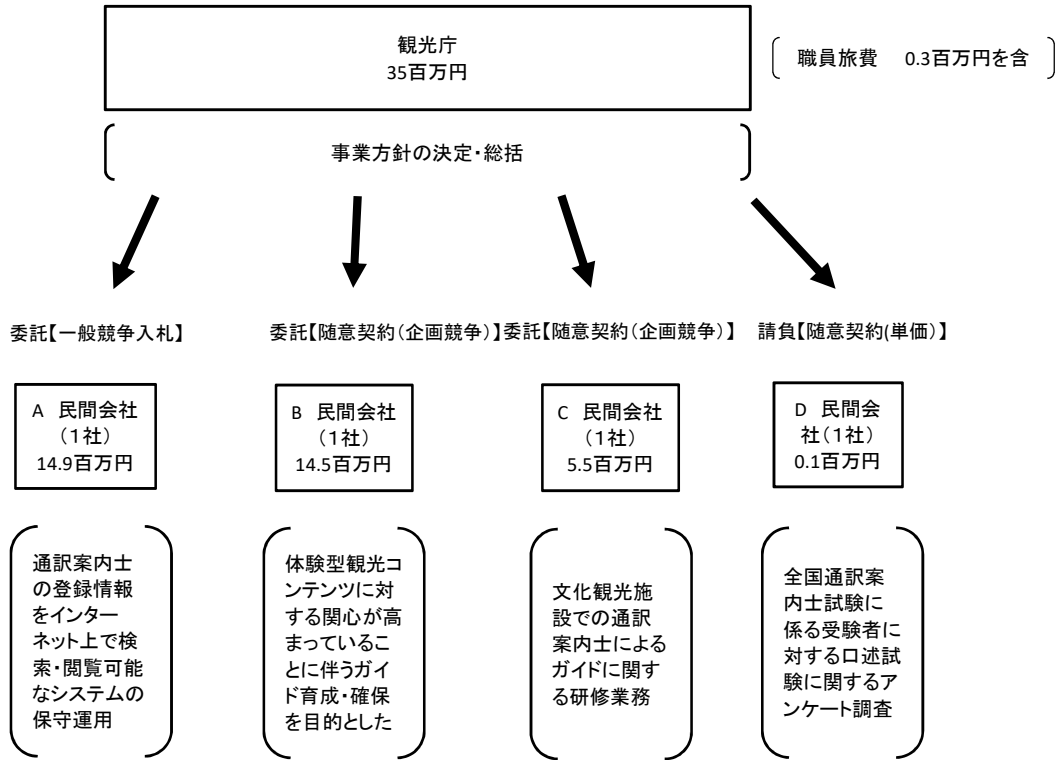 観光庁
35百万円
職員旅費　0.3百万円を含
事業方針の決定・総括
委託【一般競争入札】
委託【随意契約（企画競争）】
委託【随意契約（企画競争）】
請負【随意契約(単価)】
A　民間会社
（１社）
14.9百万円
B　民間会社
（１社）
14.5百万円
C　民間会社
（１社）
5.5百万円
D　民間会
社（１社）
0.1百万円
通訳案内士
の登録情報
をインター
ネット上で検
索・閲覧可能
なシステムの
保守運用
体験型観光コ
ンテンツに対
する関心が高
まっているこ
とに伴うガイ
ド育成・確保
を目的とした
文化観光施
設での通訳
案内士による
ガイドに関す
る研修業務
全国通訳案
内士試験に
係る受験者に
対する口述試
験に関するア
ンケート調査